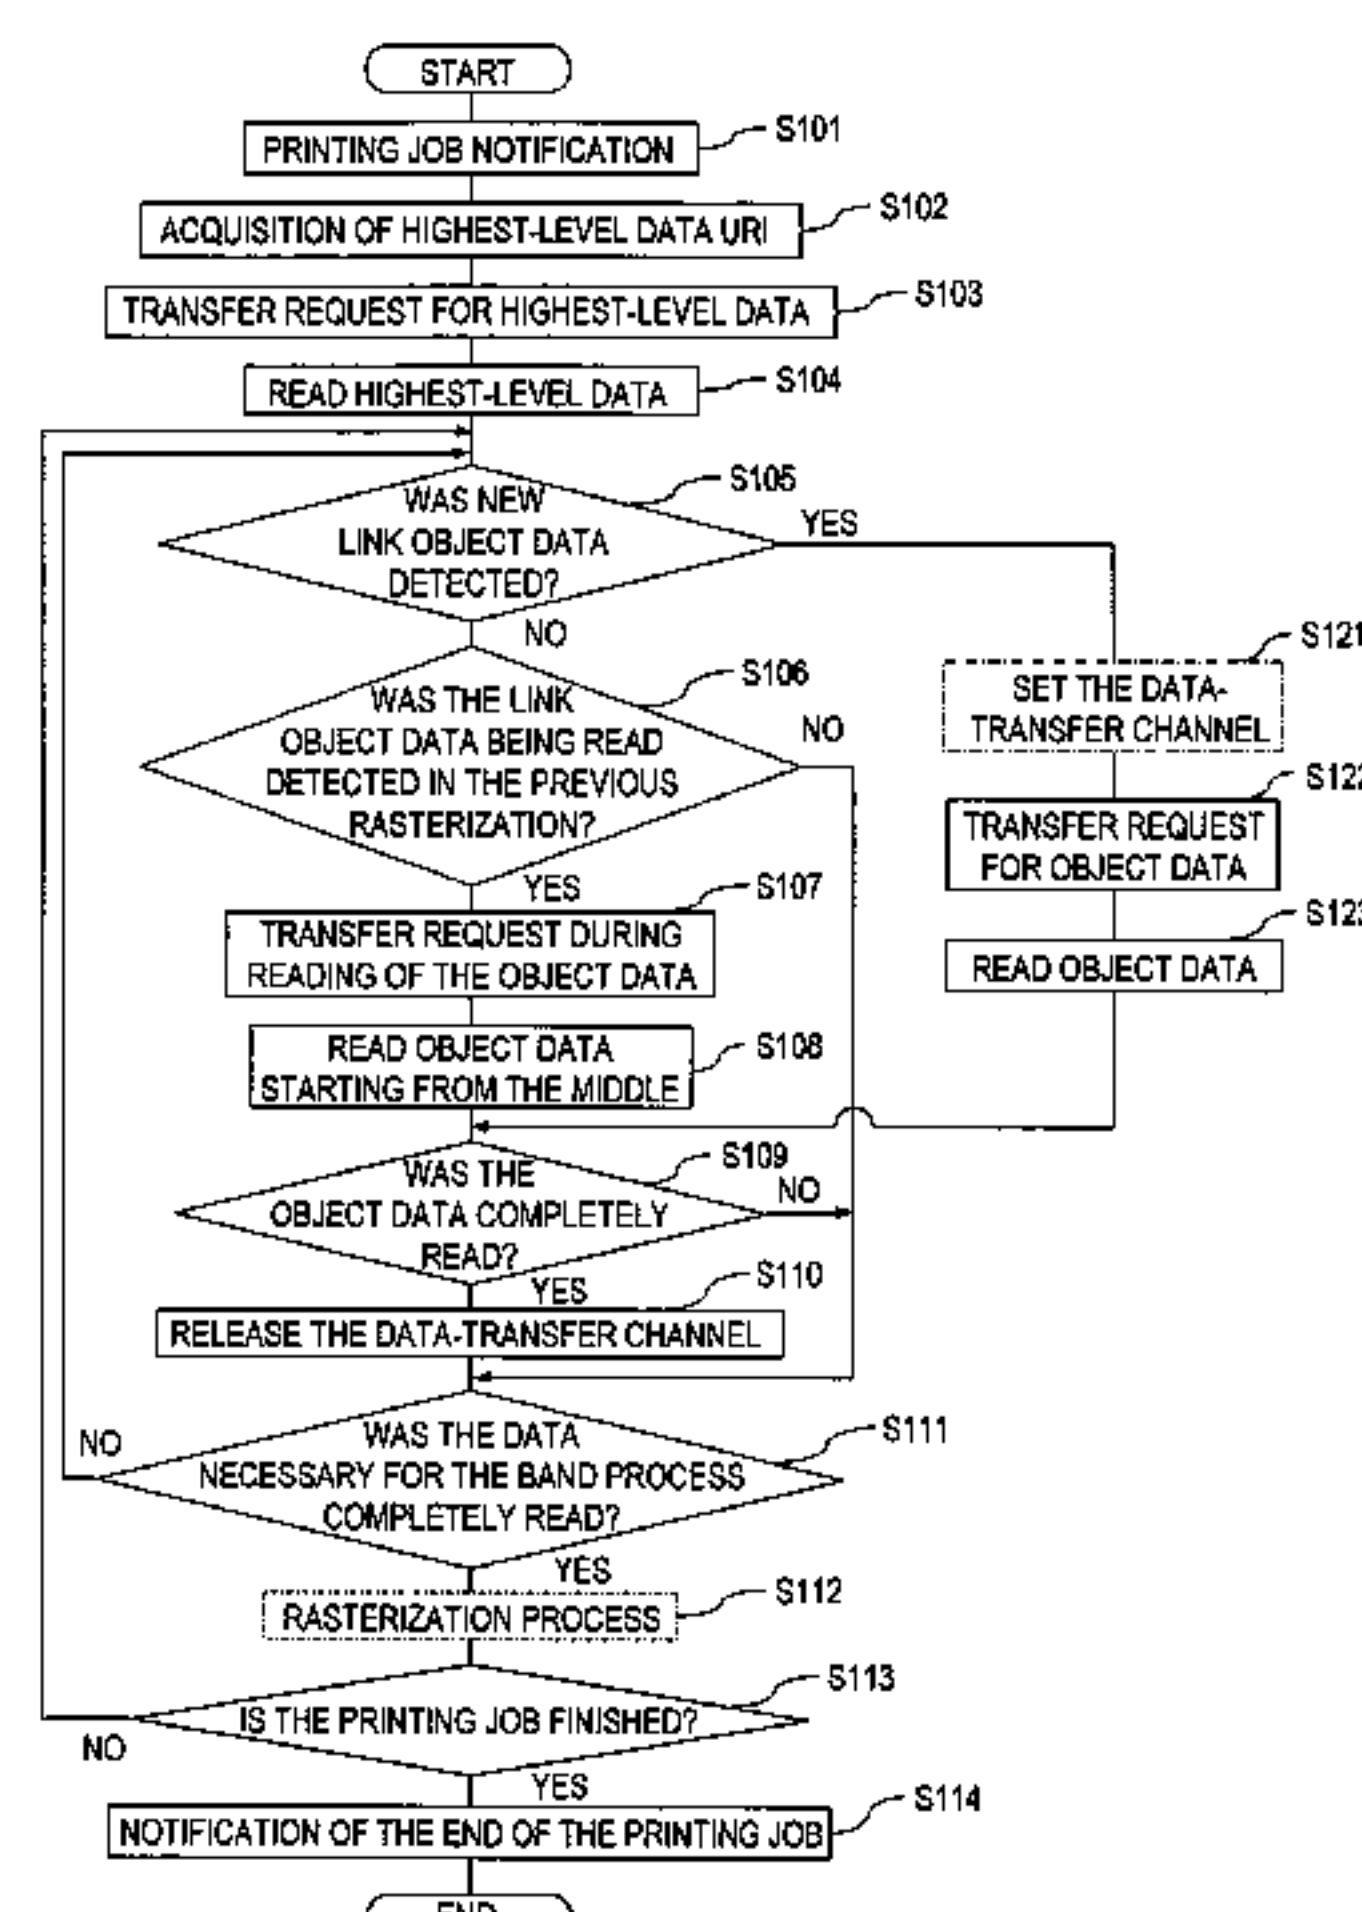 START
PRINTING JOB NOTIFICATION
S101
ACQUISITION OF HIGHEST-LEVEL DATA URI
S102
TRANSFER REQUEST FOR HIGHEST-LEVEL DATA
S103
READ HIGHEST-LEVEL DATA
S104
WAS NEW
LINK OBJECT DATA
DETECTED?
S105
YES
NO
WAS THE LINK
OBJECT DATA BEING READ
DETECTED IN THE PREVIOUS
RASTERIZATION?
S106
NO
YES
SET THE DATA-
TRANSFER CHANNEL
S121
TRANSFER REQUEST
FOR OBJECT DATA
S122
READ OBJECT DATA
S123
TRANSFER REQUEST DURING
READING OF THE OBJECT DATA
S107
READ OBJECT DATA
STARTING FROM THE MIDDLE
S108
WAS THE
OBJECT DATA COMPLETELY
READ?
S109
NO
YES
RELEASE THE DATA-TRANSFER CHANNEL
S110
WAS THE DATA
NECESSARY FOR THE BAND PROCESS
COMPLETELY READ?
S111
NO
YES
RASTERIZATION PROCESS
S112
IS THE PRINTING JOB FINISHED?
S113
NO
YES
NOTIFICATION OF THE END OF THE PRINTING JOB
S114
END